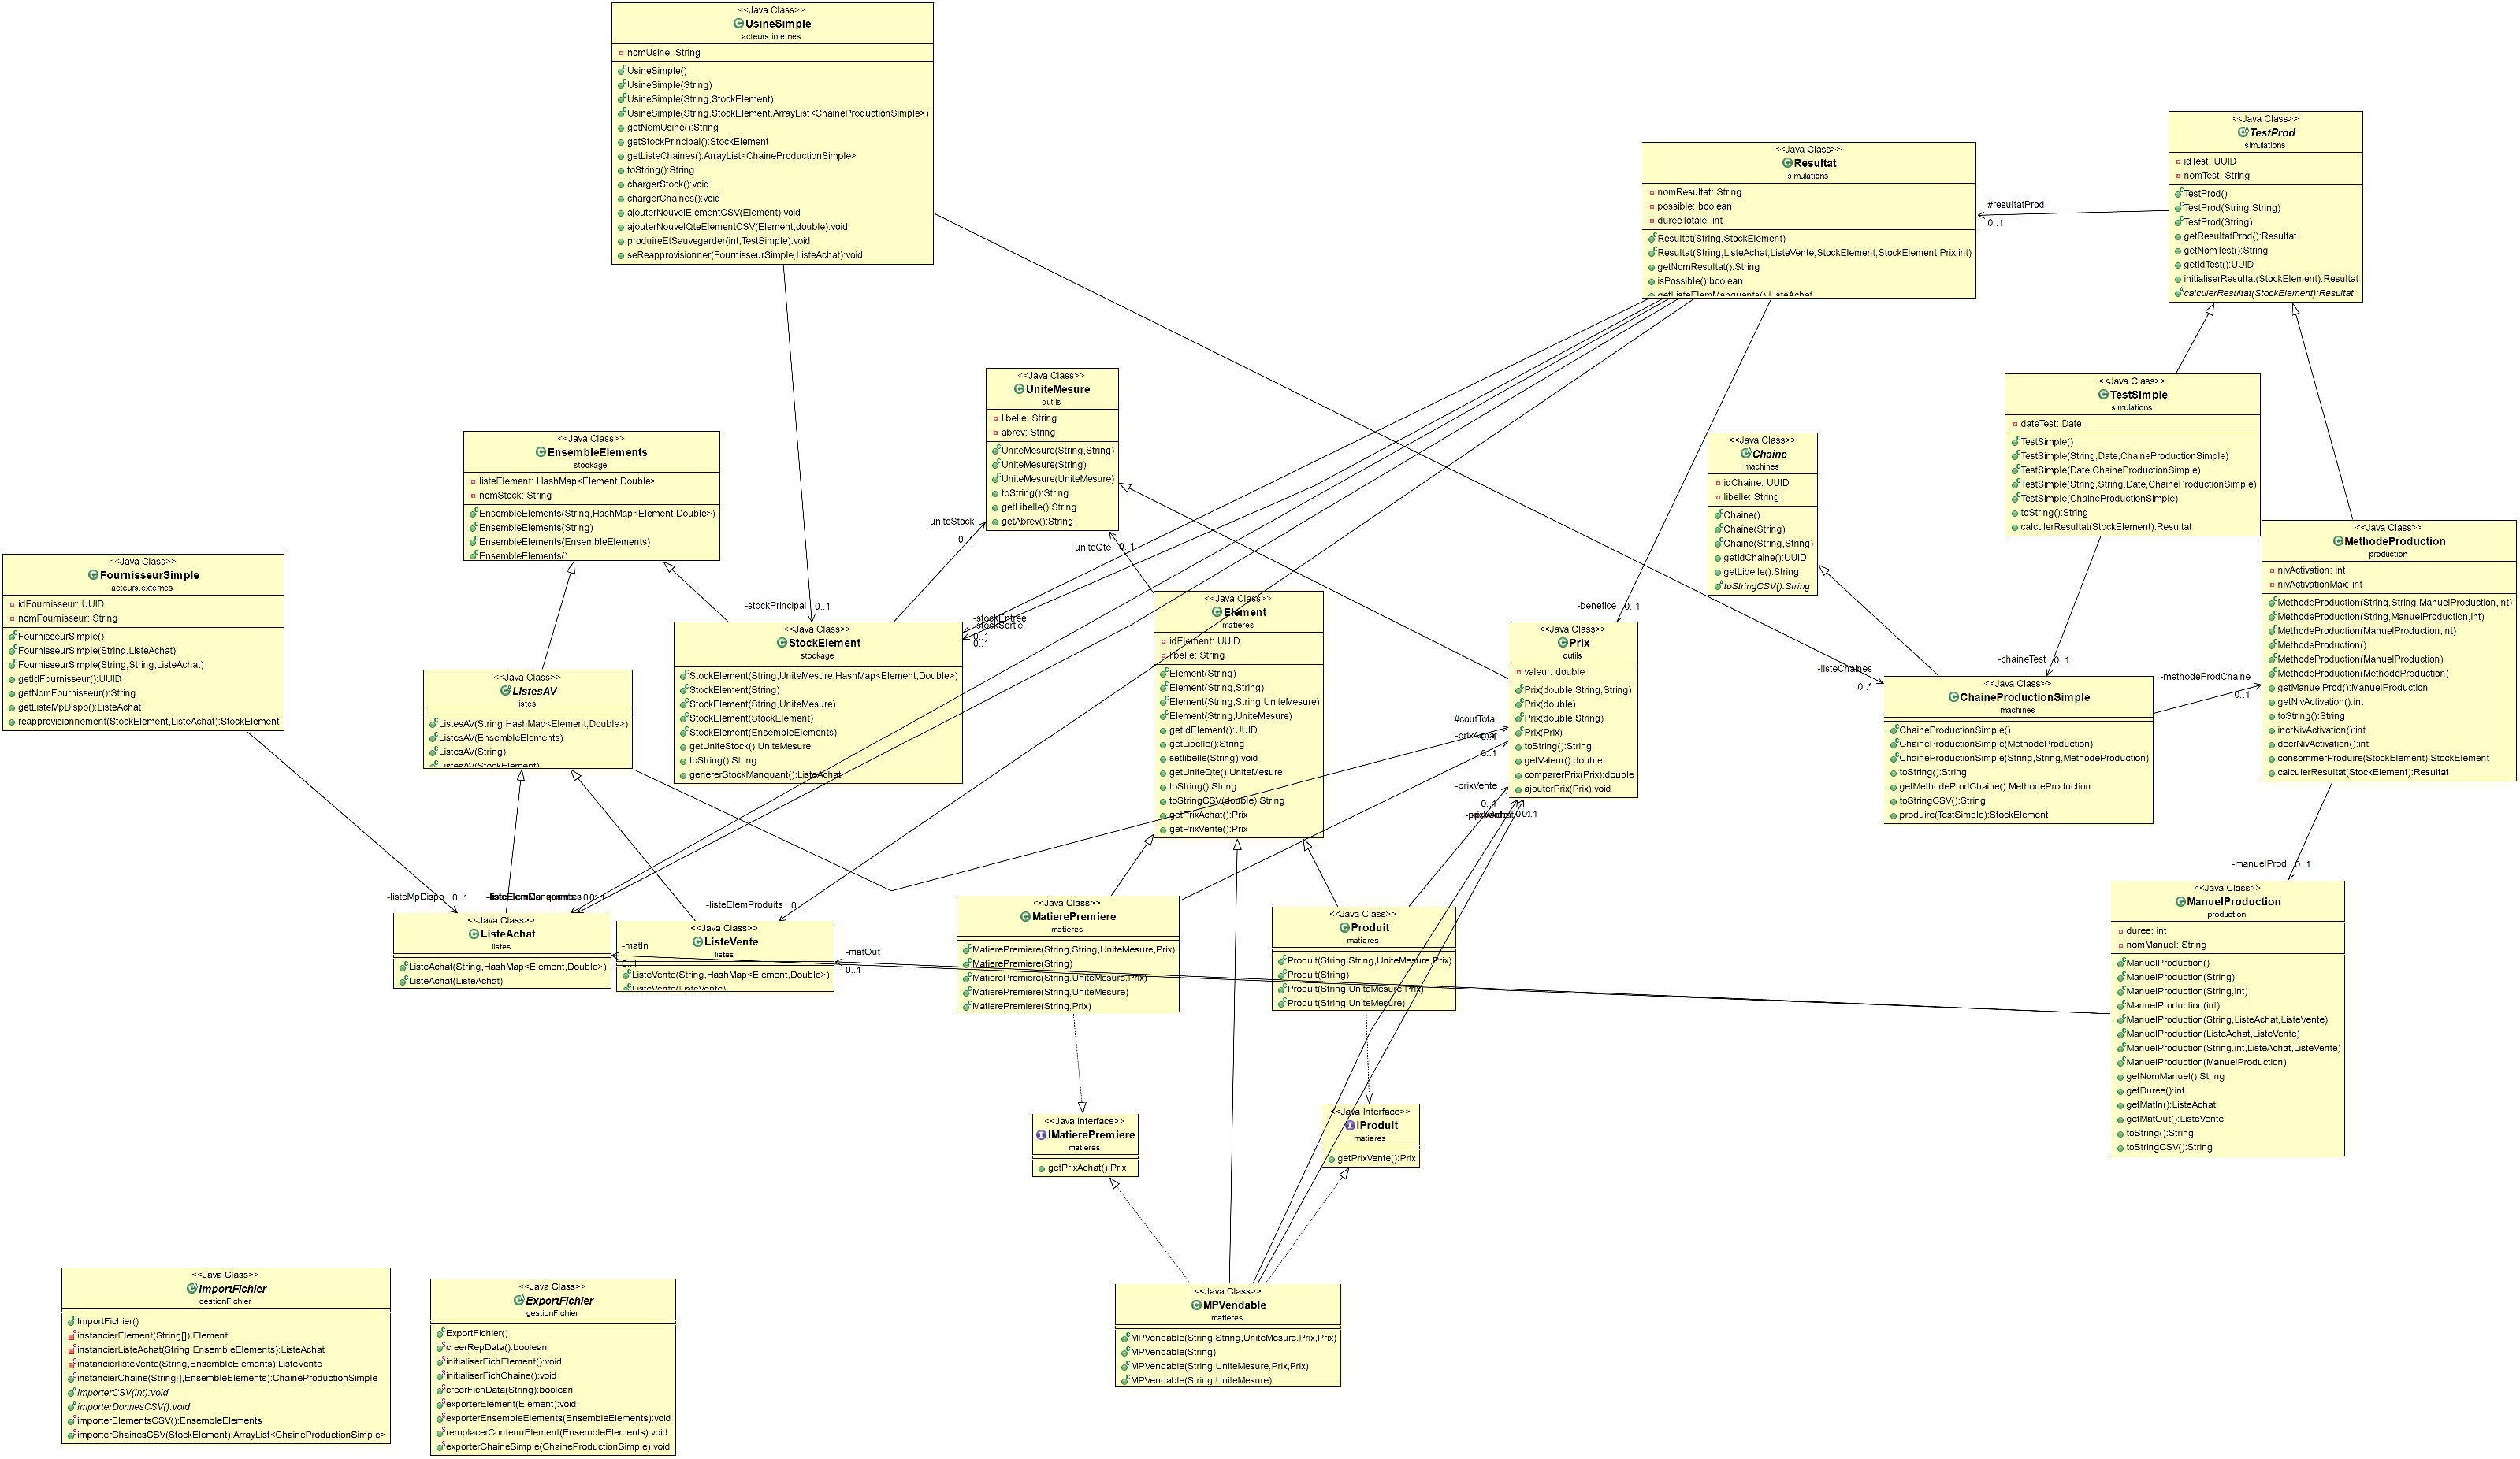 <<Java Class>>
UsineSimple
acteurs.internes
nomUsine: String
UsineSimple()
UsineSimple(String)
UsineSimple(String,StockElement)
UsineSimple(String,StockElement,ArrayList<ChaineProductionSimple>)
getNomUsine():String
getStockPrincipal():StockElement
getListeChaines():ArrayList<ChaineProductionSimple>
toString():String
chargerStock():void
chargerChaines():void
ajouterNouvelElementCSV(Element):void
ajouterNouvelQteElementCSV(Element,double):void
produireEtSauvegarder(int,TestSimple):void
seReapprovisionner(FournisseurSimple,ListeAchat):void
<<Java Class>>
TestProd
simulations
idTest: UUID
nomTest: String
TestProd()
TestProd(String,String)
TestProd(String)
getResultatProd():Resultat
getNomTest():String
getIdTest():UUID
initialiserResultat(StockElement):Resultat
calculerResultat(StockElement):Resultat
#resultatProd
0..1
<<Java Class>>
Resultat
simulations
nomResultat: String
possible: boolean
dureeTotale: int
Resultat(String,StockElement)
Resultat(String,ListeAchat,ListeVente,StockElement,StockElement,Prix,int)
getNomResultat():String
isPossible():boolean
getListeElemManquants():ListeAchat
<<Java Class>>
UniteMesure
outils
libelle: String
abrev: String
UniteMesure(String,String)
UniteMesure(String)
UniteMesure(UniteMesure)
toString():String
getLibelle():String
getAbrev():String
-uniteStock
0..1
-uniteQte
0..1
<<Java Class>>
TestSimple
simulations
dateTest: Date
TestSimple()
TestSimple(String,Date,ChaineProductionSimple)
TestSimple(Date,ChaineProductionSimple)
TestSimple(String,String,Date,ChaineProductionSimple)
TestSimple(ChaineProductionSimple)
toString():String
calculerResultat(StockElement):Resultat
<<Java Class>>
EnsembleElements
stockage
listeElement: HashMap<Element,Double>
nomStock: String
EnsembleElements(String,HashMap<Element,Double>)
EnsembleElements(String)
EnsembleElements(EnsembleElements)
EnsembleElements()
<<Java Class>>
Chaine
machines
idChaine: UUID
libelle: String
Chaine()
Chaine(String)
Chaine(String,String)
getIdChaine():UUID
getLibelle():String
toStringCSV():String
<<Java Class>>
MethodeProduction
production
nivActivation: int
nivActivationMax: int
MethodeProduction(String,String,ManuelProduction,int)
MethodeProduction(String,ManuelProduction,int)
MethodeProduction(ManuelProduction,int)
MethodeProduction()
MethodeProduction(ManuelProduction)
MethodeProduction(MethodeProduction)
getManuelProd():ManuelProduction
getNivActivation():int
toString():String
incrNivActivation():int
decrNivActivation():int
consommerProduire(StockElement):StockElement
calculerResultat(StockElement):Resultat
<<Java Class>>
FournisseurSimple
acteurs.externes
idFournisseur: UUID
nomFournisseur: String
FournisseurSimple()
FournisseurSimple(String,ListeAchat)
FournisseurSimple(String,String,ListeAchat)
getIdFournisseur():UUID
getNomFournisseur():String
getListeMpDispo():ListeAchat
reapprovisionnement(StockElement,ListeAchat):StockElement
-stockPrincipal
0..1
<<Java Class>>
StockElement
stockage
StockElement(String,UniteMesure,HashMap<Element,Double>)
StockElement(String)
StockElement(String,UniteMesure)
StockElement(StockElement)
StockElement(EnsembleElements)
getUniteStock():UniteMesure
toString():String
genererStockManquant():ListeAchat
-stockEntree
-stockSortie
0..1
0..1
<<Java Class>>
Element
matieres
idElement: UUID
libelle: String
Element(String)
Element(String,String)
Element(String,String,UniteMesure)
Element(String,UniteMesure)
getIdElement():UUID
getLibelle():String
setlibelle(String):void
getUniteQte():UniteMesure
toString():String
toStringCSV(double):String
getPrixAchat():Prix
getPrixVente():Prix
-benefice
0..1
<<Java Class>>
Prix
outils
valeur: double
Prix(double,String,String)
Prix(double)
Prix(double,String)
Prix(Prix)
toString():String
getValeur():double
comparerPrix(Prix):double
ajouterPrix(Prix):void
#coutTotal
-prixAchat
0..1
-prixVente
0..1
-listeChaines
0..*
-chaineTest
0..1
<<Java Class>>
ChaineProductionSimple
machines
ChaineProductionSimple()
ChaineProductionSimple(MethodeProduction)
ChaineProductionSimple(String,String,MethodeProduction)
toString():String
getMethodeProdChaine():MethodeProduction
toStringCSV():String
produire(TestSimple):StockElement
-methodeProdChaine
0..1
<<Java Class>>
ListesAV
listes
ListesAV(String,HashMap<Element,Double>)
ListesAV(EnsembleElements)
ListesAV(String)
ListesAV(StockElement)
-manuelProd
0..1
<<Java Class>>
ManuelProduction
production
duree: int
nomManuel: String
ManuelProduction()
ManuelProduction(String)
ManuelProduction(String,int)
ManuelProduction(int)
ManuelProduction(String,ListeAchat,ListeVente)
ManuelProduction(ListeAchat,ListeVente)
ManuelProduction(String,int,ListeAchat,ListeVente)
ManuelProduction(ManuelProduction)
getNomManuel():String
getDuree():int
getMatIn():ListeAchat
getMatOut():ListeVente
toString():String
toStringCSV():String
-listeMpDispo
0..1
<<Java Class>>
ListeAchat
listes
ListeAchat(String,HashMap<Element,Double>)
ListeAchat(ListeAchat)
-listeElemProduits
0..1
-matIn
0..1
<<Java Class>>
ListeVente
listes
ListeVente(String,HashMap<Element,Double>)
ListeVente(ListeVente)
-matOut
0..1
<<Java Class>>
MatierePremiere
matieres
MatierePremiere(String,String,UniteMesure,Prix)
MatierePremiere(String)
MatierePremiere(String,UniteMesure,Prix)
MatierePremiere(String,UniteMesure)
MatierePremiere(String,Prix)
<<Java Class>>
Produit
matieres
Produit(String,String,UniteMesure,Prix)
Produit(String)
Produit(String,UniteMesure,Prix)
Produit(String,UniteMesure)
<<Java Interface>>
IMatierePremiere
matieres
getPrixAchat():Prix
<<Java Interface>>
IProduit
matieres
getPrixVente():Prix
<<Java Class>>
ImportFichier
gestionFichier
ImportFichier()
instancierElement(String[]):Element
instancierListeAchat(String,EnsembleElements):ListeAchat
instancierlisteVente(String,EnsembleElements):ListeVente
instancierChaine(String[],EnsembleElements):ChaineProductionSimple
importerCSV(int):void
importerDonnesCSV():void
importerElementsCSV():EnsembleElements
importerChainesCSV(StockElement):ArrayList<ChaineProductionSimple>
<<Java Class>>
ExportFichier
gestionFichier
ExportFichier()
creerRepData():boolean
initialiserFichElement():void
initialiserFichChaine():void
creerFichData(String):boolean
exporterElement(Element):void
exporterEnsembleElements(EnsembleElements):void
remplacerContenuElement(EnsembleElements):void
exporterChaineSimple(ChaineProductionSimple):void
<<Java Class>>
MPVendable
matieres
MPVendable(String,String,UniteMesure,Prix,Prix)
MPVendable(String)
MPVendable(String,UniteMesure,Prix,Prix)
MPVendable(String,UniteMesure)